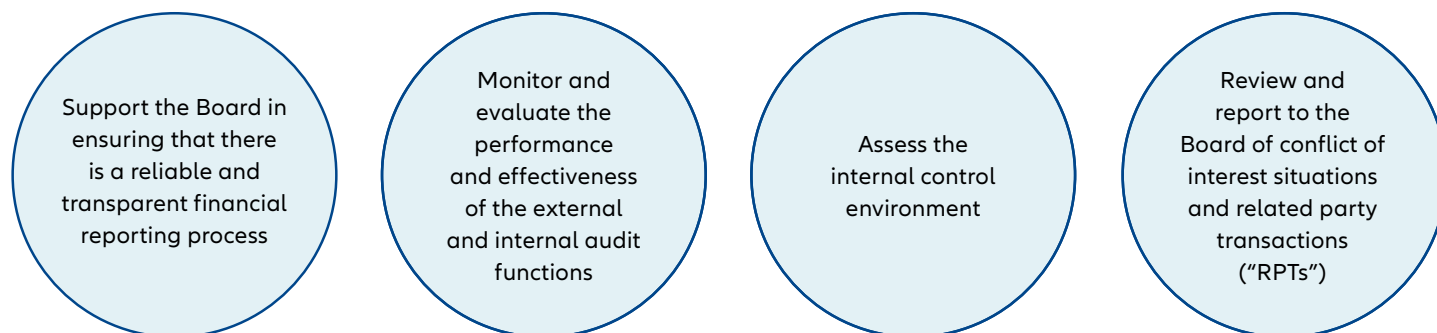 Support the Board in
ensuring that there
is a reliable and
transparent financial
reporting process
Monitor and
evaluate the
performance
and effectiveness
of the external
and internal audit
functions
Assess the
internal control
environment
Review and
report to the
Board of conflict of
interest situations
and related party
transactions
(“RPTs”)